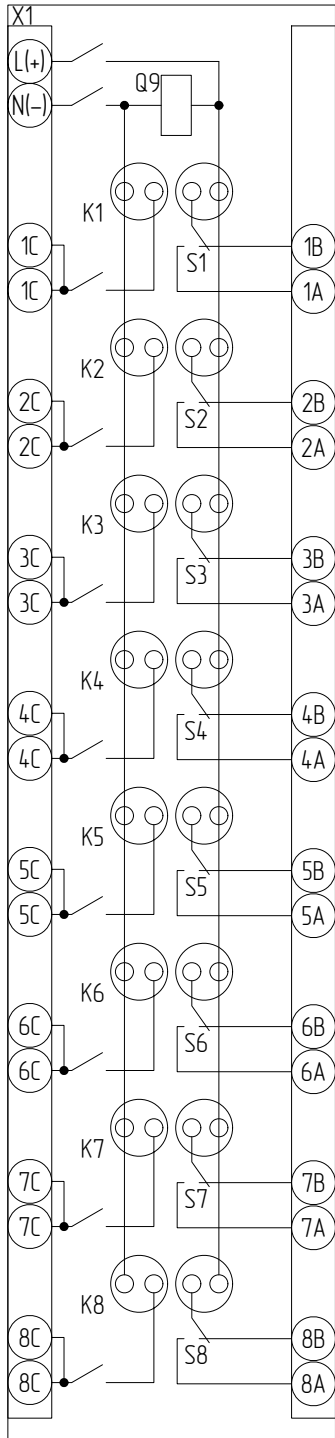 X1
L(+)
Q9
N(–)
K1
1C S1 1B
1C 1A
K2
2C S2 2B
2C 2A
K3
3C S3 3B
3C 3A
K4
4C S4 4B
4C 4A
K5
5C S5 5B
5C 5A
K6
6C S6 6B
6C 6A
K7
7C S7 7B
7C 7A
K8
8C S8 8B
8C 8A